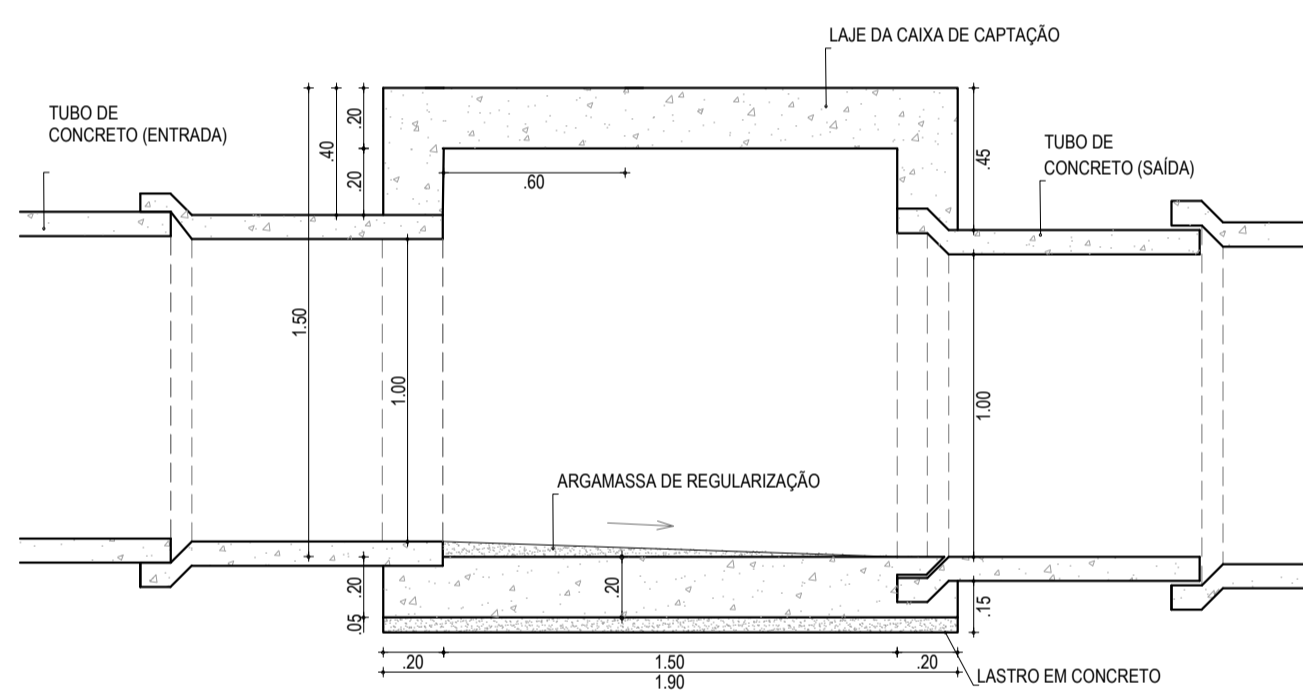 LAJE DA CAIXA DE CAPTAÇÃO
TUBO DE
CONCRETO (ENTRADA)
TUBO DE
CONCRETO (SAÍDA)
.20
.40
.20
.45
.60
1.50
1.00
1.00
ARGAMASSA DE REGULARIZAÇÃO
.20
.20
.05
.15
.20
1.50
.20
1.90
LASTRO EM CONCRETO